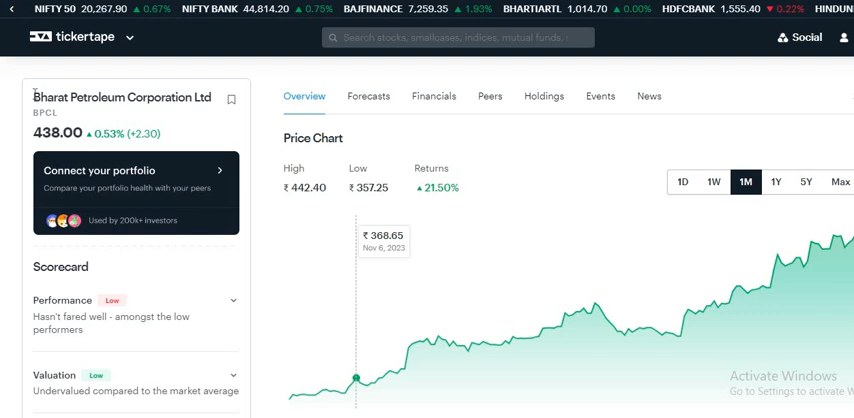 NIFTY 50 20,267.90 ▲ 0.67% NIFTY BANK 44,814.20 ▲ 0.75% BAJFINANCE 7,259.35 ▲ 1.93% BHARTIARTL 1,014.70 ▲ 0.00% HDFCBANK 1,555.40 ▼ 0.22% HINDUN
tickertape
Search stocks, smallcases, indices, mutual funds,
Social
Bharat Petroleum Corporation Ltd
BPCL
438.00 ▲ 0.53% (+2.30)
Connect your portfolio
Compare your portfolio health with your peers
Used by 200k+ investors
Scorecard
Performance Low
Hasn't fared well - amongst the low
performers
Valuation Low
Undervalued compared to the market average
Overview Forecasts Financials Peers Holdings Events News
Price Chart
High Low Returns
₹ 442.40 ₹ 357.25 ▲ 21.50%
1D 1W 1M 1Y 5Y Max
₹ 368.65
Nov 6, 2023
Activate Windows
Go to Settings to activate W